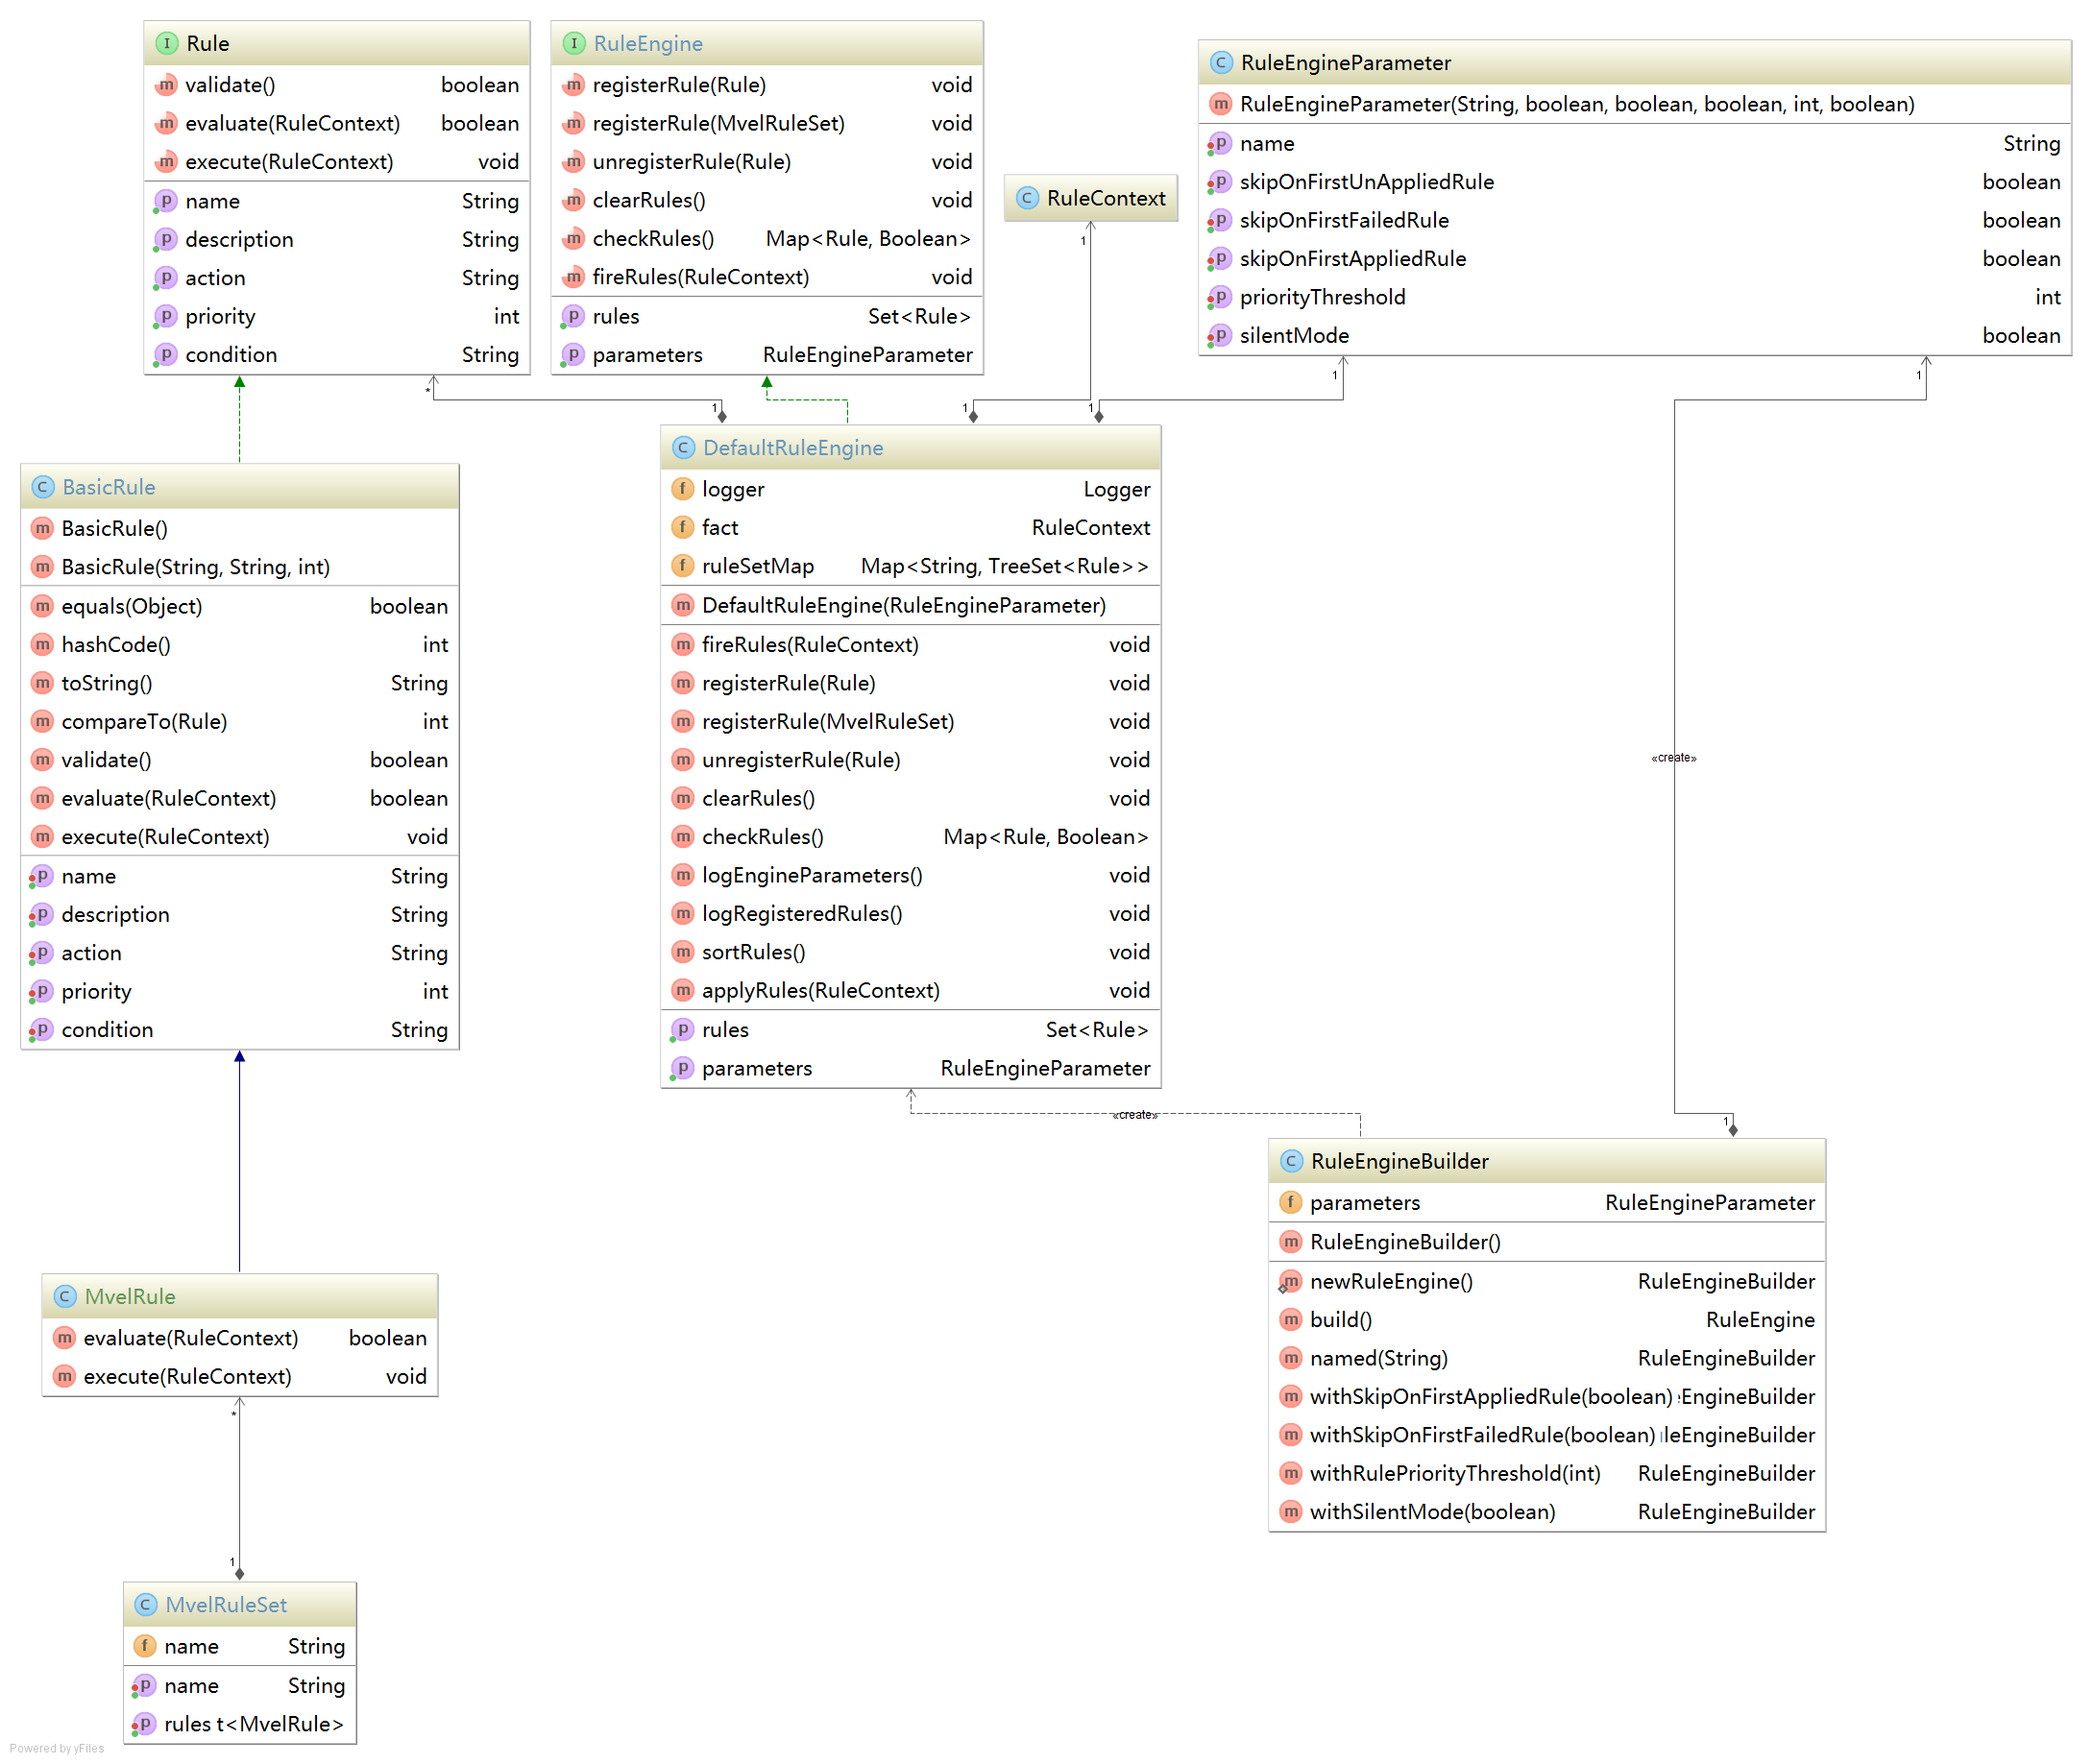 Rule
validate() boolean
evaluate(RuleContext) boolean
execute(RuleContext) void
name String
description String
action String
priority int
condition String
RuleEngine
registerRule(Rule) void
registerRule(MvelRuleSet) void
unregisterRule(Rule) void
clearRules() void
checkRules() Map<Rule, Boolean>
fireRules(RuleContext) void
rules Set<Rule>
parameters RuleEngineParameter
RuleContext
RuleEngineParameter
RuleEngineParameter(String, boolean, boolean, boolean, int, boolean)
name String
skipOnFirstUnAppliedRule boolean
skipOnFirstFailedRule boolean
skipOnFirstAppliedRule boolean
priorityThreshold int
silentMode boolean
1
*
1
1
1
1
1
BasicRule
BasicRule()
BasicRule(String, String, int)
equals(Object) boolean
hashCode() int
toString() String
compareTo(Rule) int
validate() boolean
evaluate(RuleContext) boolean
execute(RuleContext) void
name String
description String
action String
priority int
condition String
DefaultRuleEngine
logger Logger
fact RuleContext
ruleSetMap Map<String, TreeSet<Rule>>
DefaultRuleEngine(RuleEngineParameter)
fireRules(RuleContext) void
registerRule(Rule) void
registerRule(MvelRuleSet) void
unregisterRule(Rule) void
clearRules() void
checkRules() Map<Rule, Boolean>
logEngineParameters() void
logRegisteredRules() void
sortRules() void
applyRules(RuleContext) void
rules Set<Rule>
parameters RuleEngineParameter
«create»
«create»
1
RuleEngineBuilder
parameters RuleEngineParameter
RuleEngineBuilder()
newRuleEngine() RuleEngineBuilder
build() RuleEngine
named(String) RuleEngineBuilder
withSkipOnFirstAppliedRule(boolean) EngineBuilder
withSkipOnFirstFailedRule(boolean) leEngineBuilder
withRulePriorityThreshold(int) RuleEngineBuilder
withSilentMode(boolean) RuleEngineBuilder
MvelRule
evaluate(RuleContext) boolean
execute(RuleContext) void
*
1
MvelRuleSet
name String
name String
rules t<MvelRule>
Powered by yFiles